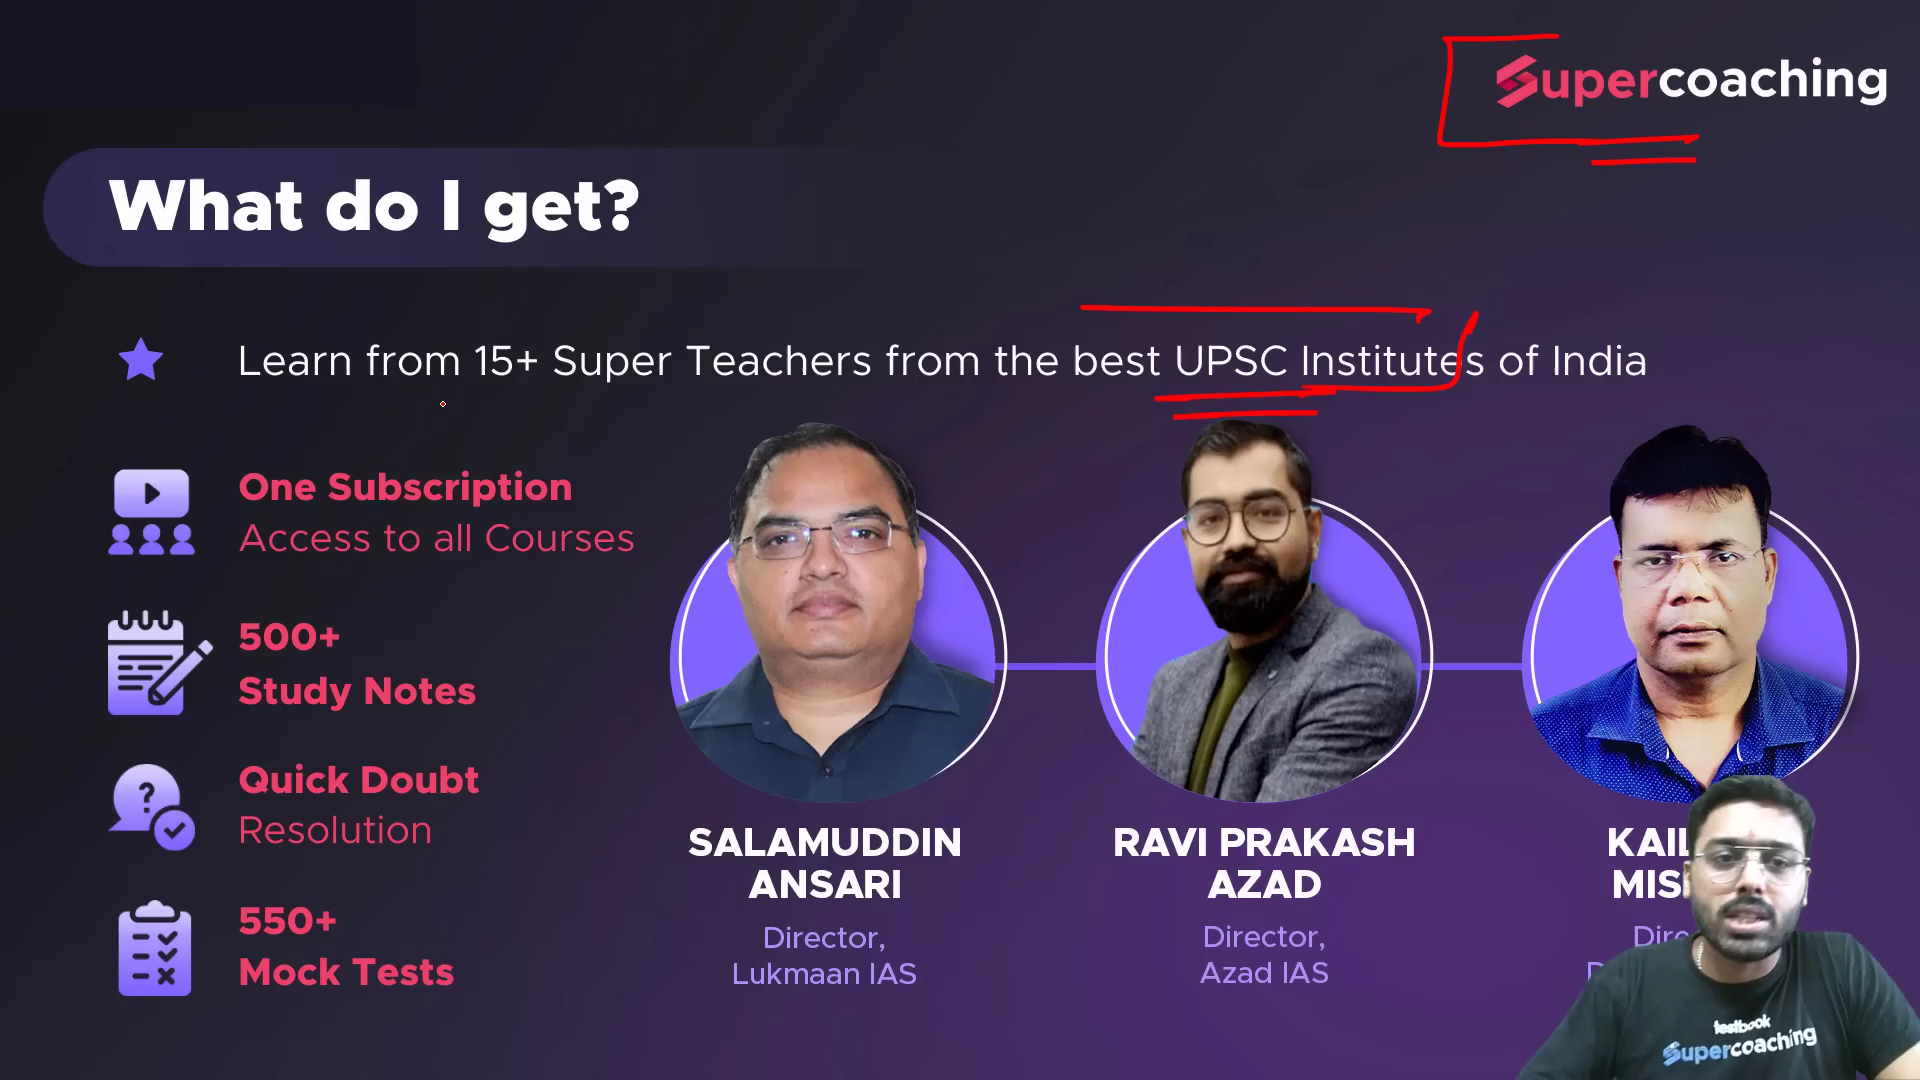 Supercoaching
What do I get?
Learn from 15+ Super Teachers from the best UPSC Institutes of India
One Subscription
Access to all Courses
500+
Study Notes
Quick Doubt
Resolution
550+
Mock Tests
SALAMUDDIN
ANSARI
Director,
Lukmaan IAS
RAVI PRAKASH
AZAD
Director,
Azad IAS
testbook
Supercoaching